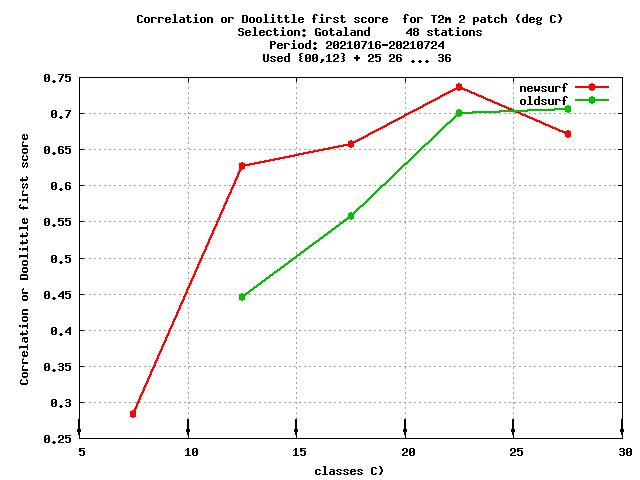 Correlation or Doolittle first score  for T2m 2 patch (deg C)
Selection: Gotaland     48 stations
Period: 20210716-20210724
Used {00,12} + 25 26 ... 36
newsurf
oldsurf
0.75
0.7
0.65
0.6
0.55
0.5
0.45
0.4
0.35
0.3
0.25
Correlation or Doolittle first score
5 10 15 20 25 30
classes C)